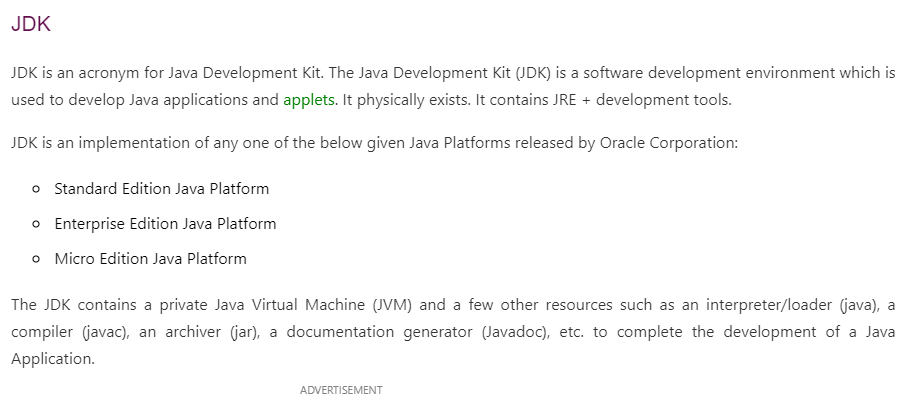 JDK
JDK is an acronym for Java Development Kit. The Java Development Kit (JDK) is a software development environment which is
used to develop Java applications and applets. It physically exists. It contains JRE + development tools.
JDK is an implementation of any one of the below given Java Platforms released by Oracle Corporation:
Standard Edition Java Platform
Enterprise Edition Java Platform
Micro Edition Java Platform
The JDK contains a private Java Virtual Machine (JVM) and a few other resources such as an interpreter/loader (java), a
compiler (javac), an archiver (jar), a documentation generator (Javadoc), etc. to complete the development of a Java
Application.
ADVERTISEMENT